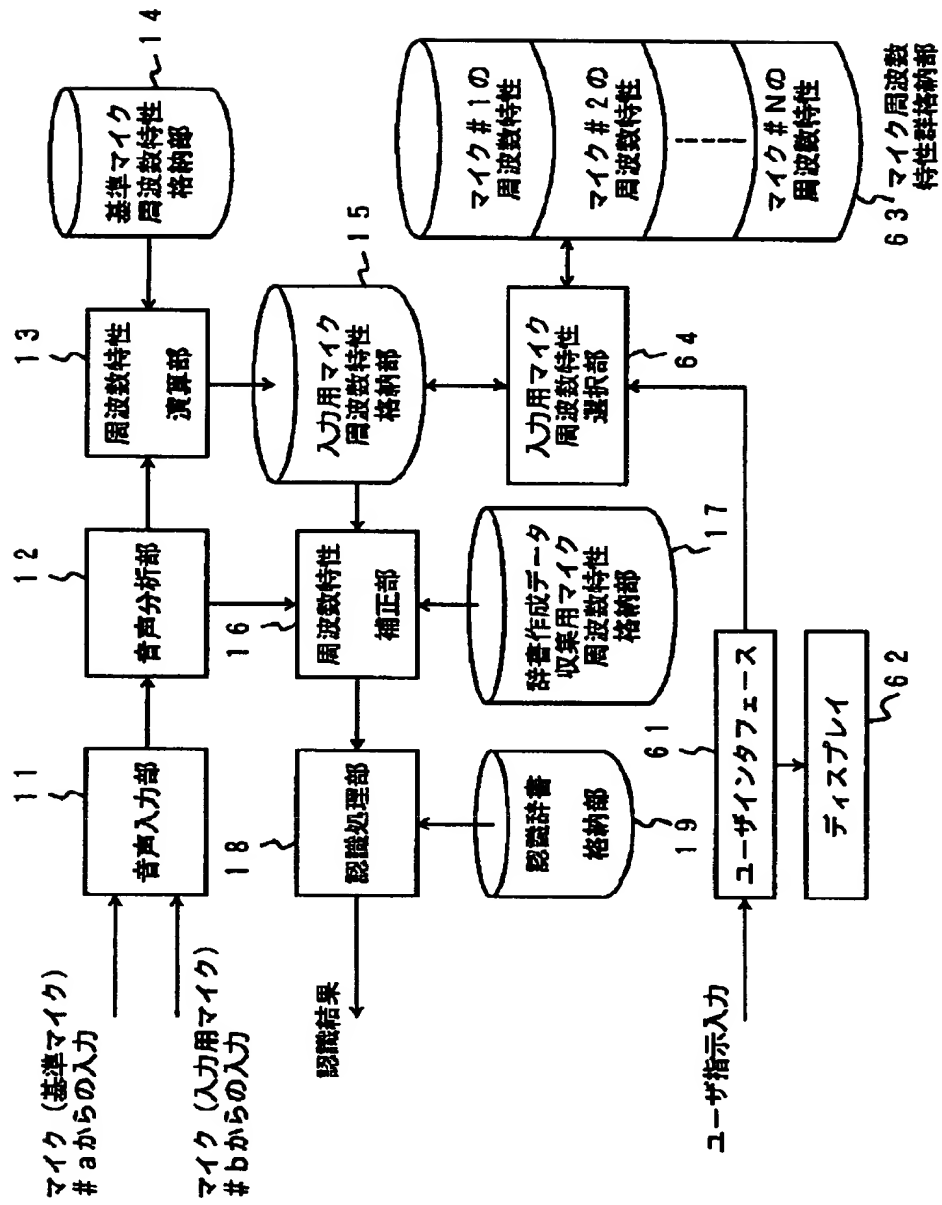 マイク(基準マイク)
#aからの入力
マイク(入力用マイク)
#bからの入力
11
音声入力部
12
音声分析部
13
周波数特性
演算部
14
基準マイク
周波数特性
格納部
認識結果
18
認識処理部
16
周波数特性
補正部
15
入力用マイク
周波数特性
格納部
19
認識辞書
格納部
17
辞書作成データ
収集用マイク
周波数特性
格納部
64
入力用マイク
周波数特性
選択部
マイク#1の
周波数特性
マイク#2の
周波数特性
マイク#Nの
周波数特性
63 マイク周波数
特性群格納部
ユーザ指示入力
61
ユーザインタフェース
ディスプレイ
62